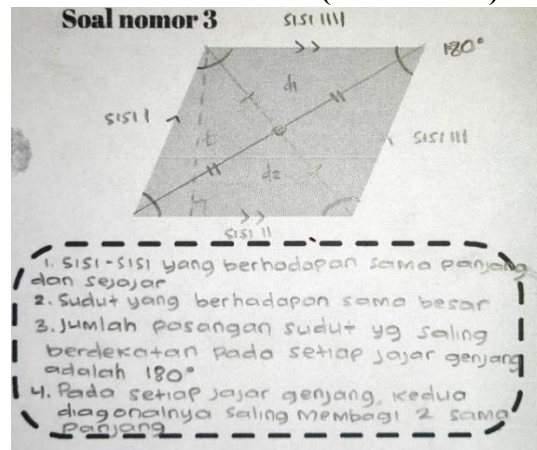 Soal nomor 3
sisi IIII
180°
d1
sisi I
t
sisi III
d2
sisi II
1. sisi-sisi yang berhadapan sama panjang
dan sejajar
2. Sudut yang berhadapan sama besar
3. Jumlah pasangan sudut yg saling
berdekatan pada setiap jajar genjang
adalah 180°
4. Pada setiap jajar genjang, kedua
diagonalnya saling membagi 2 sama
panjang